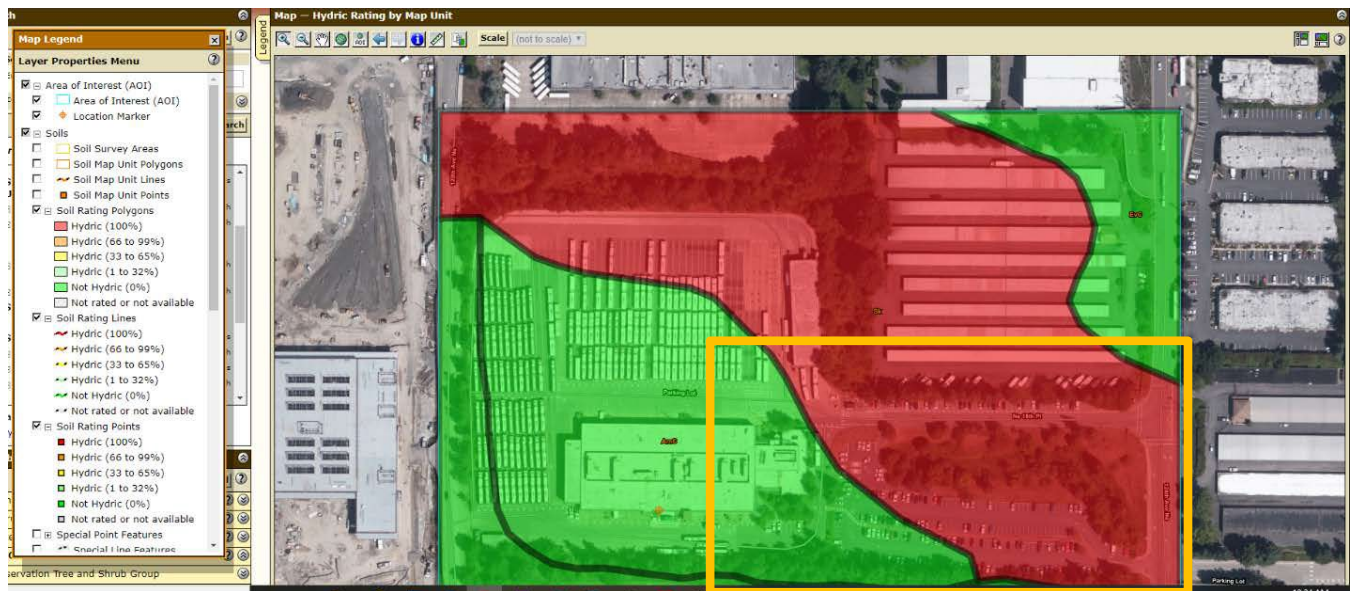 h
Map — Hydric Rating by Map Unit
Map Legend
Legend
Scale
(not to scale)
Layer Properties Menu
Area of Interest (AOI)
Area of Interest (AOI)
Location Marker
Soils
Soil Survey Areas
Soil Map Unit Polygons
Soil Map Unit Lines
Soil Map Unit Points
Soil Rating Polygons
Hydric (100%)
Hydric (66 to 99%)
Hydric (33 to 65%)
Hydric (1 to 32%)
Not Hydric (0%)
Not rated or not available
Soil Rating Lines
Hydric (100%)
Hydric (66 to 99%)
Hydric (33 to 65%)
Hydric (1 to 32%)
Not Hydric (0%)
Not rated or not available
Soil Rating Points
Hydric (100%)
Hydric (66 to 99%)
Hydric (33 to 65%)
Hydric (1 to 32%)
Not Hydric (0%)
Not rated or not available
Special Point Features
Special Line Features
servation Tree and Shrub Group
arch
AOI
EvC
Parking Lot
AmC
Ne 16th Pl
Parking Lot